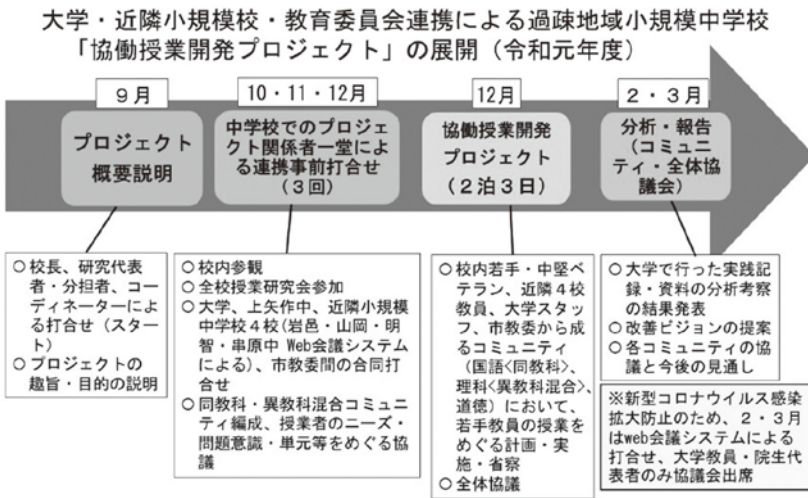 大学・近隣小規模校・教育委員会連携による過疎地域小規模中学校
「協働授業開発プロジェクト」の展開（令和元年度）
９月
プロジェクト
概要説明
○ 校長、研究代表
者・分担者、コー
ディネーターによ
る打合せ（スター
ト）
○ プロジェクトの
趣旨・目的の説明
10・11・12月
中学校でのプロジェ
クト関係者一堂によ
る連携事前打合せ
（３回）
○ 校内参観
○ 全校授業研究会参加
○ 大学、上矢作中、近隣小規模
中学校４校（岩邑・山岡・明
智・串原中 Web会議システム
による）、市教委間の合同打
合せ
○ 同教科・異教科混合コミュニ
ティ編成、授業者のニーズ・
問題意識・単元等をめぐる協
議
12月
協働授業開発
プロジェクト
（２泊３日）
○ 校内若手・中堅ベ
テラン、近隣４校
教員、大学スタッ
フ、市教委から成
るコミュニティ
（国語<同教科>、
理科<異教科混合>、
道徳）において、
若手教員の授業を
めぐる計画・実
施・省察
○ 全体協議
２・３月
分析・報告
（コミュニ
ティ・全体協
議会）
○ 大学で行った実践記
録・資料の分析考察
の結果発表
○ 改善ビジョンの提案
○ 各コミュニティの協
議と今後の見通し
※新型コロナウイルス感染
拡大防止のため、２・３月
はweb会議システムによる
打合せ、大学教員・院生代
表者のみ協議会出席